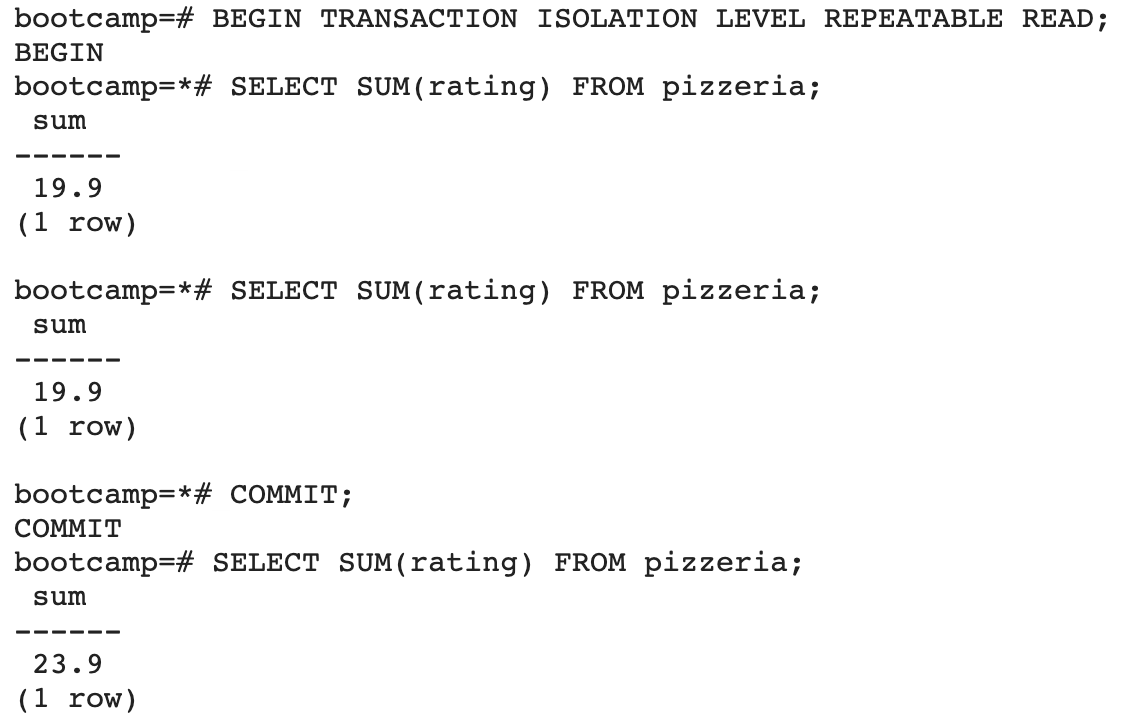 bootcamp=# BEGIN TRANSACTION ISOLATION LEVEL REPEATABLE READ;
BEGIN
bootcamp=*# SELECT SUM(rating) FROM pizzeria;
 sum
------
 19.9
(1 row)

bootcamp=*# SELECT SUM(rating) FROM pizzeria;
 sum
------
 19.9
(1 row)

bootcamp=*# COMMIT;
COMMIT
bootcamp=# SELECT SUM(rating) FROM pizzeria;
 sum
------
 23.9
(1 row)